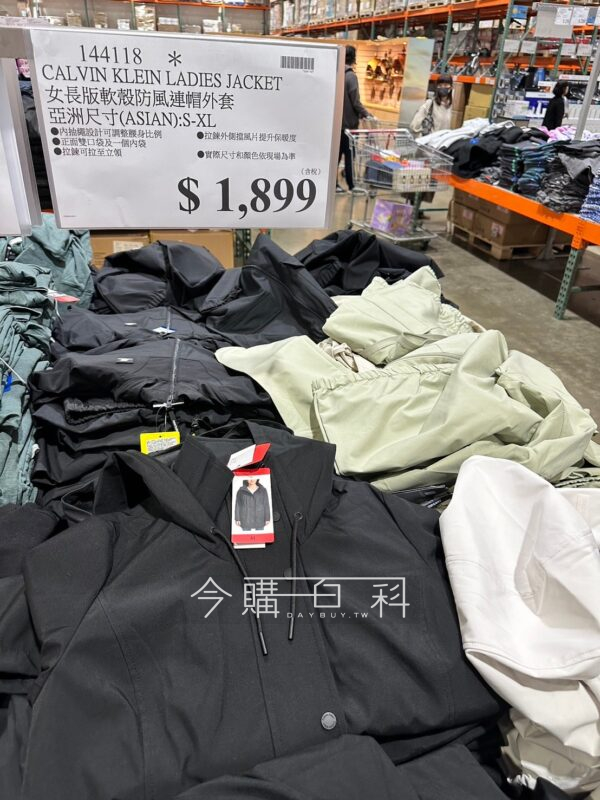 144118 *
CALVIN KLEIN LADIES JACKET
女長版軟殼防風連帽外套
亞洲尺寸(ASIAN):S-XL
●內抽繩設計可調整腰身比例
●正面雙口袋及一個內袋
●拉鍊可拉至立領
●拉鍊外側擋風片提升保暖度
●實際尺寸和顏色依現場為準
(含稅)
$ 1,899
今購百科
DAYBUY.TW